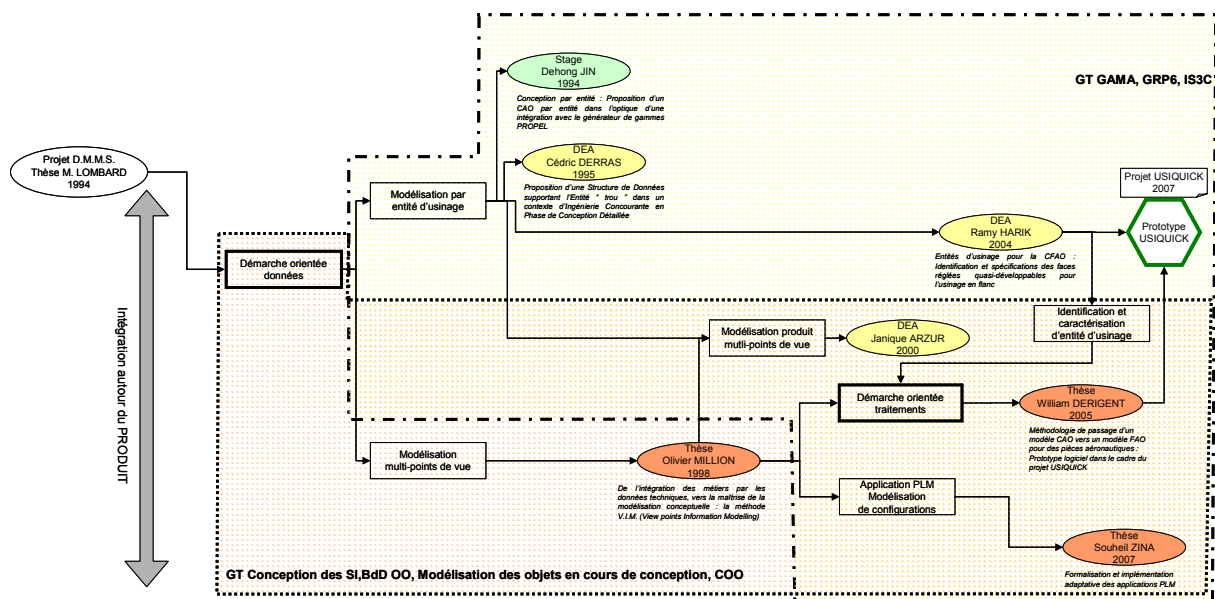 Stage
Dehong JIN
1994
Conception par entité : Proposition d'un
CAO par entité dans l'optique d'une
intégration avec le générateur de gammes
PROPEL
GT GAMA, GRP6, IS3C
Projet D.M.M.S.
Thèse M. LOMBARD
1994
DEA
Cédric DERRAS
1995
Proposition d'une Structure de Données
supportant l'Entité " trou " dans un
contexte d'Ingénierie Concourante en
Phase de Conception Détaillée
Modélisation par
entité d'usinage
Projet USIQUICK
2007
Prototype
USIQUICK
DEA
Ramy HARIK
2004
Entités d'usinage pour la CFAO :
Identification et spécifications des faces
réglées quasi-développables pour
l'usinage en flanc
Démarche orientée
données
Intégration autour du PRODUIT
Identification et
caractérisation
d'entité d'usinage
Modélisation produit
mutli-points de vue
DEA
Janique ARZUR
2000
Démarche orientée
traitements
Thèse
William DERIGENT
2005
Méthodologie de passage d'un
modèle CAO vers un modèle FAO
pour des pièces aéronautiques :
Prototype logiciel dans le cadre du
projet USIQUICK
Modélisation
multi-points de vue
Thèse
Olivier MILLION
1998
De l'intégration des métiers par les
données techniques, vers la maîtrise de la
modélisation conceptuelle : la méthode
V.I.M. (View points Information Modelling)
Application PLM
Modélisation
de configurations
Thèse
Souheil ZINA
2007
Formalisation et implémentation
adaptative des applications PLM
GT Conception des SI,BdD OO, Modélisation des objets en cours de conception, COO